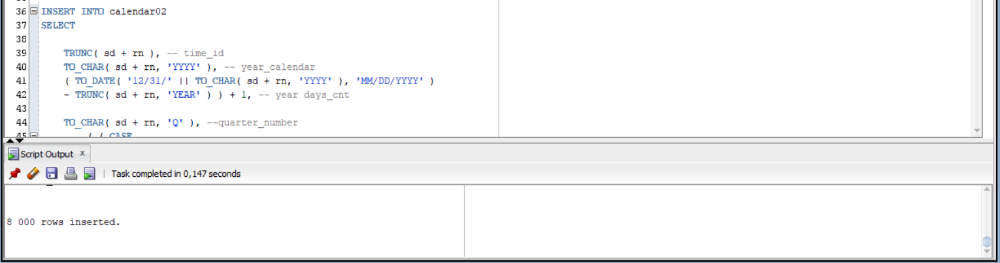 36 INSERT INTO calendar02
37 SELECT
38
39 TRUNC( sd + rn ), -- time_id
40 TO_CHAR( sd + rn, 'YYYY' ), -- year_calendar
41 ( TO_DATE( '12/31/' || TO_CHAR( sd + rn, 'YYYY' ), 'MM/DD/YYYY' )
42 - TRUNC( sd + rn, 'YEAR' ) ) + 1, -- year days_cnt
43
44 TO_CHAR( sd + rn, 'Q' ), --quarter_number
45 ( ( CASE
Script Output x
Task completed in 0,147 seconds
8 000 rows inserted.